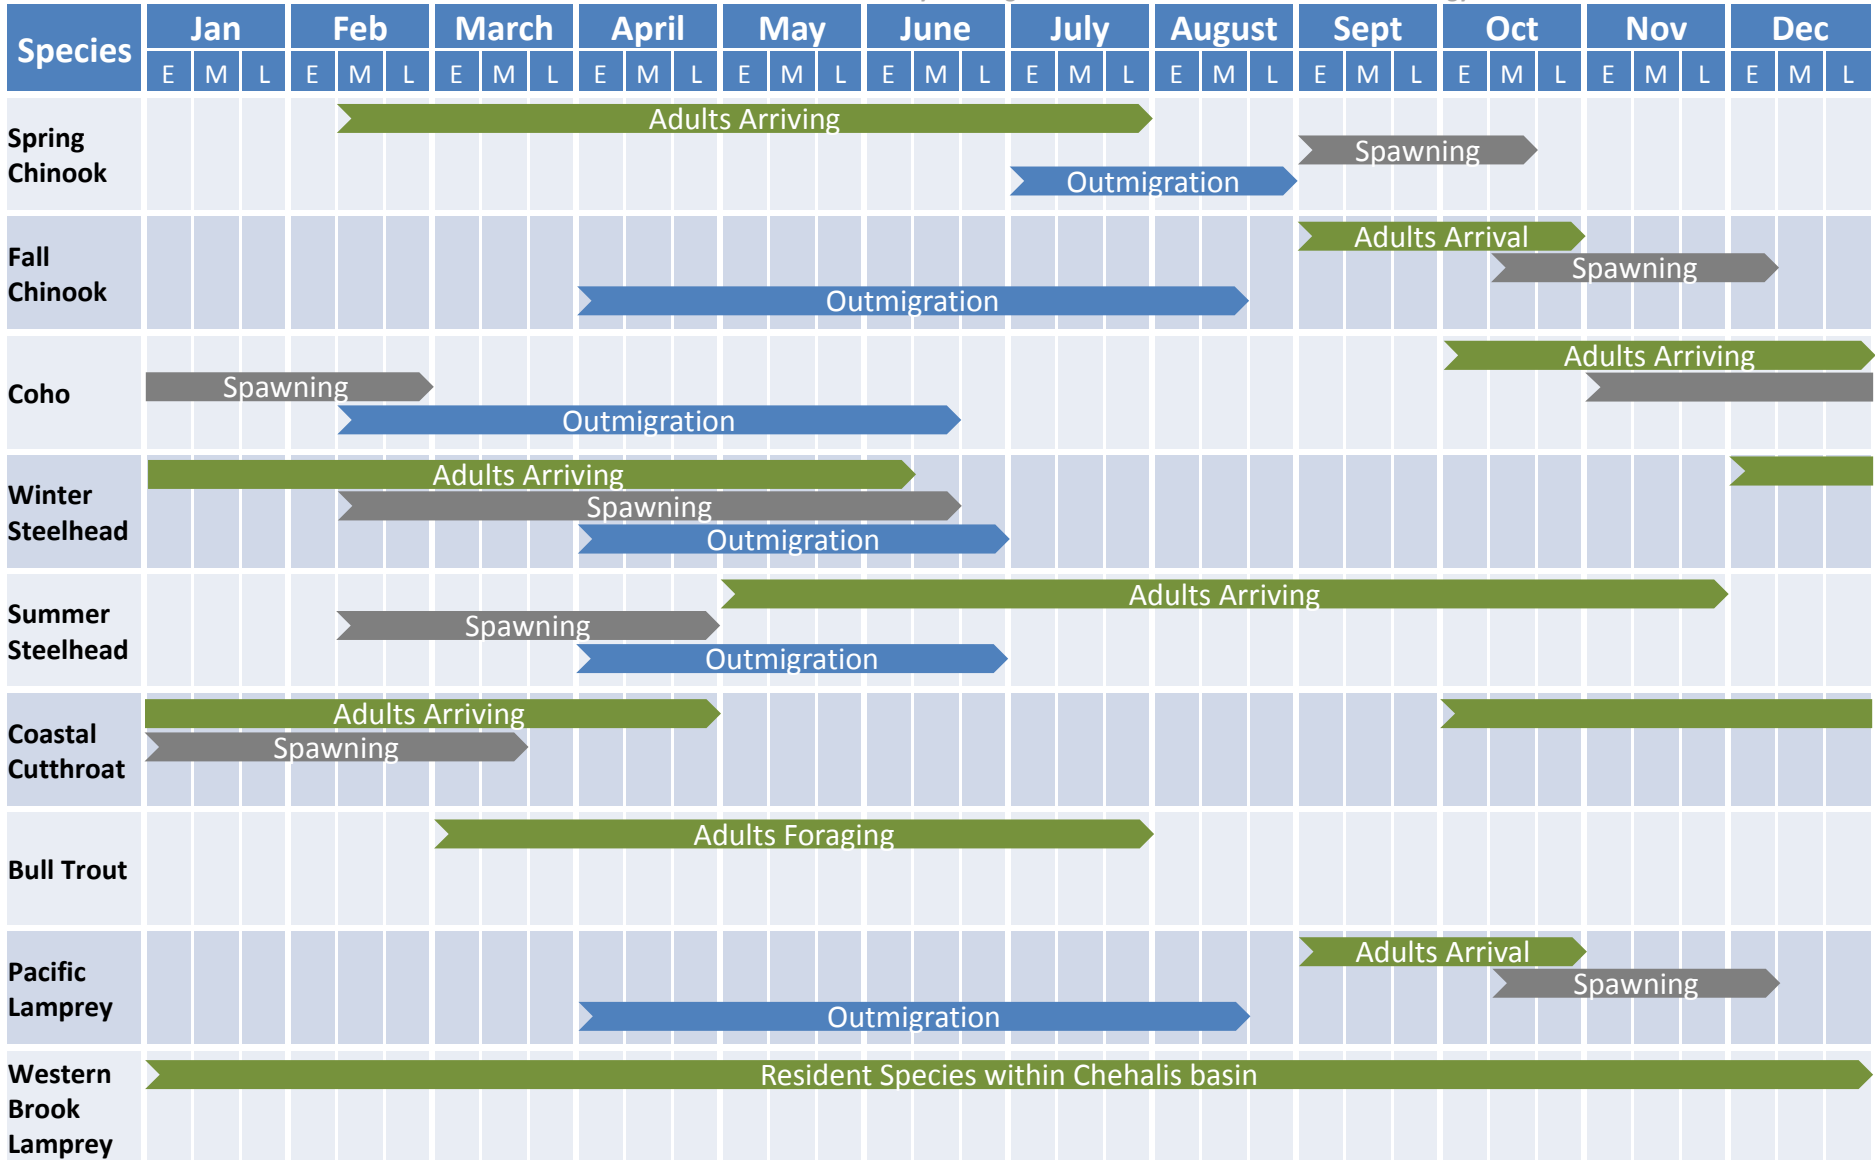 Species Jan Feb March April May June July August Sept Oct Nov Dec
E M L E M L E M L E M L E M L E M L E M L E M L E M L E M L E M L E M L
Spring
Chinook
Adults Arriving
Spawning
Outmigration
Fall
Chinook
Adults Arrival
Spawning
Outmigration
Coho
Adults Arriving
Spawning
Outmigration
Winter
Steelhead
Adults Arriving
Spawning
Outmigration
Summer
Steelhead
Adults Arriving
Spawning
Outmigration
Coastal
Cutthroat
Adults Arriving
Spawning
Bull Trout
Adults Foraging
Pacific
Lamprey
Adults Arrival
Spawning
Outmigration
Western
Brook
Lamprey
Resident Species within Chehalis basin